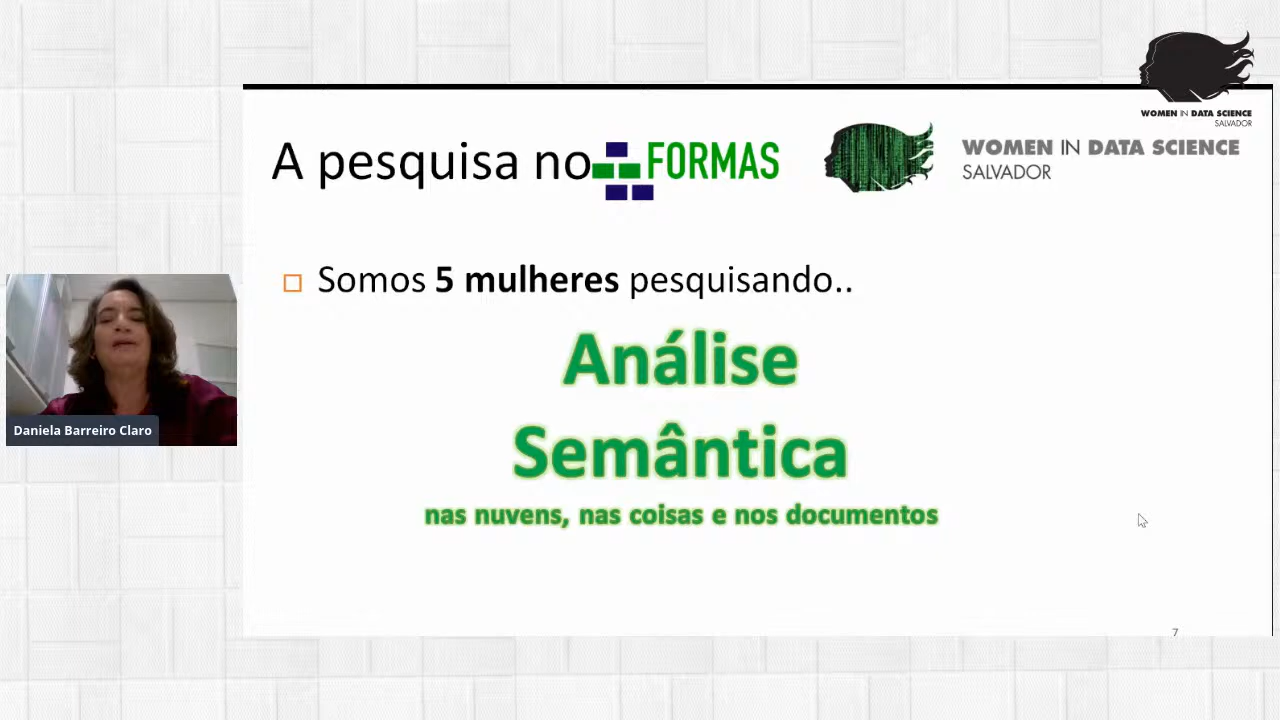 WOMEN IN DATA SCIENCE
SALVADOR
A pesquisa no FORMAS
WOMEN IN DATA SCIENCE
SALVADOR
Somos 5 mulheres pesquisando..
Análise
Semântica
nas nuvens, nas coisas e nos documentos
Daniela Barreiro Claro
7